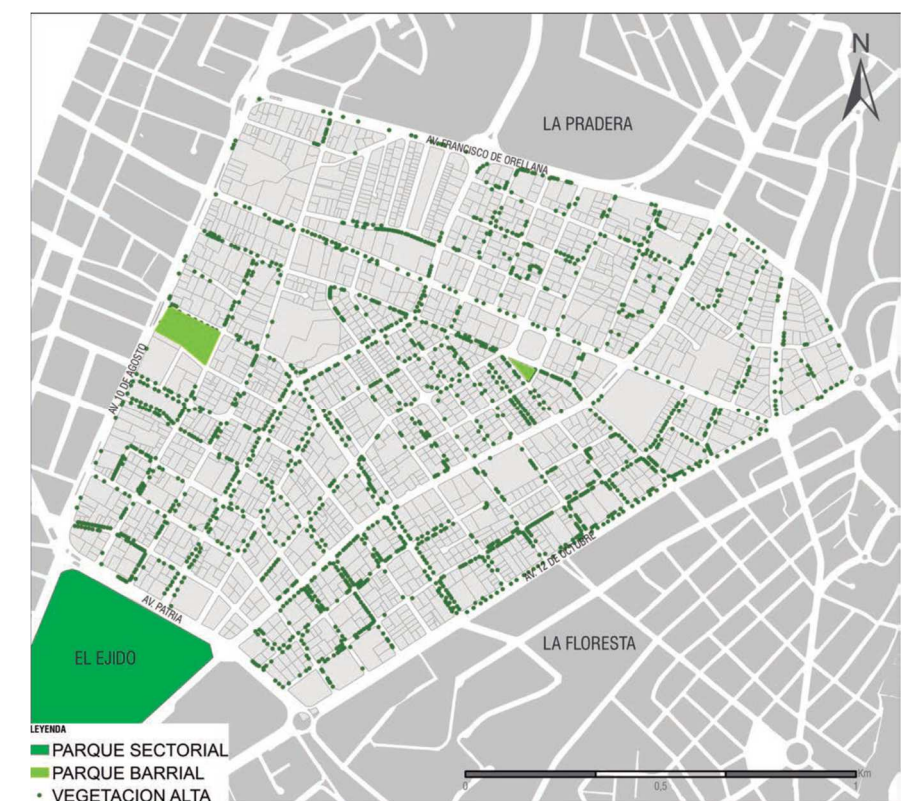 N
LA PRADERA
AV. FRANCISCO DE ORELLANA
AV. 10 DE AGOSTO
AV. 12 DE OCTUBRE
AV. PATRIA
EL EJIDO
LA FLORESTA
LEYENDA
PARQUE SECTORIAL
PARQUE BARRIAL
VEGETACION ALTA
Km
0 0,5 1